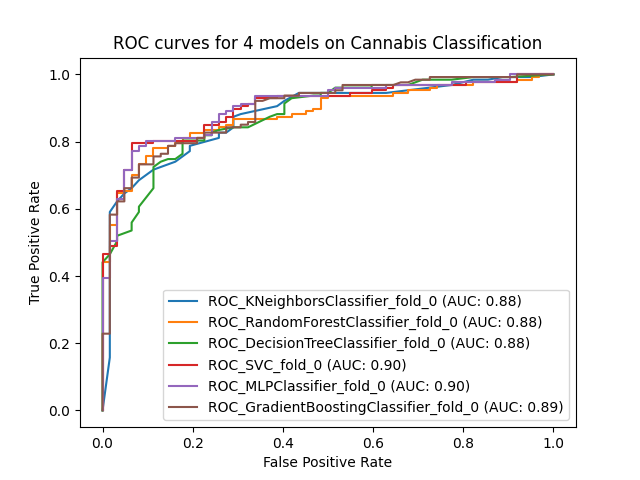 ROC curves for 4 models on Cannabis Classification
True Positive Rate
1.0
0.8
0.6
0.4
0.2
0.0
ROC_KNeighborsClassifier_fold_0 (AUC: 0.88)
ROC_RandomForestClassifier_fold_0 (AUC: 0.88)
ROC_DecisionTreeClassifier_fold_0 (AUC: 0.88)
ROC_SVC_fold_0 (AUC: 0.90)
ROC_MLPClassifier_fold_0 (AUC: 0.90)
ROC_GradientBoostingClassifier_fold_0 (AUC: 0.89)
0.0 0.2 0.4 0.6 0.8 1.0
False Positive Rate